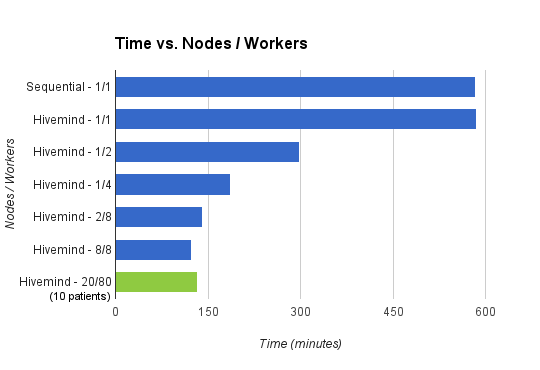 Time vs. Nodes / Workers
Nodes / Workers
Sequential - 1/1
Hivemind - 1/1
Hivemind - 1/2
Hivemind - 1/4
Hivemind - 2/8
Hivemind - 8/8
Hivemind - 20/80
(10 patients)
0 150 300 450 600
Time (minutes)